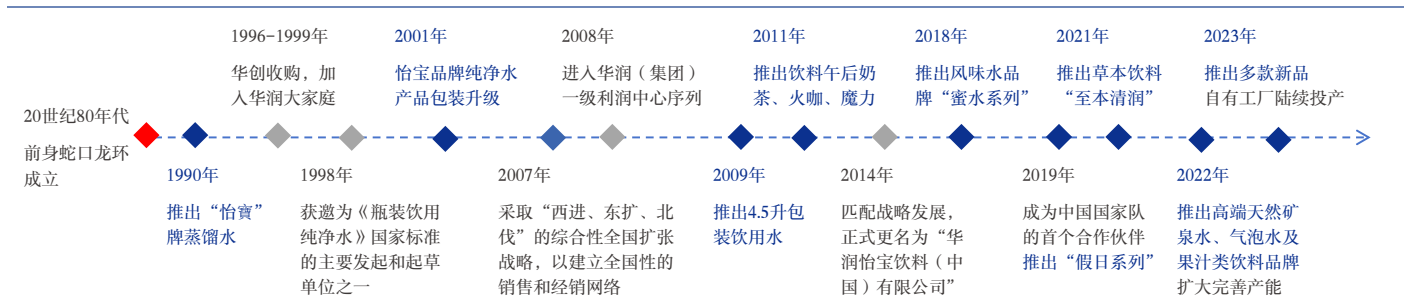 20世纪80年代
前身蛇口龙环
成立
1990年
推出“怡寶”
牌蒸馏水
1996-1999年
华创收购，加
入华润大家庭
1998年
获邀为《瓶装饮用
纯净水》国家标准
的主要发起和起草
单位之一
2001年
怡宝品牌纯净水
产品包装升级
2007年
采取“西进、东扩、北
伐”的综合性全国扩张
战略，以建立全国性的
销售和经销网络
2008年
进入华润（集团）
一级利润中心序列
2009年
推出4.5升包
装饮用水
2011年
推出饮料午后奶
茶、火咖、魔力
2014年
匹配战略发展，
正式更名为“华
润怡宝饮料（中
国）有限公司”
2018年
推出风味水品
牌“蜜水系列”
2019年
成为中国国家队
的首个合作伙伴
推出“假日系列”
2021年
推出草本饮料
“至本清润”
2022年
推出高端天然矿
泉水、气泡水及
果汁类饮料品牌
扩大完善产能
2023年
推出多款新品
自有工厂陆续投产